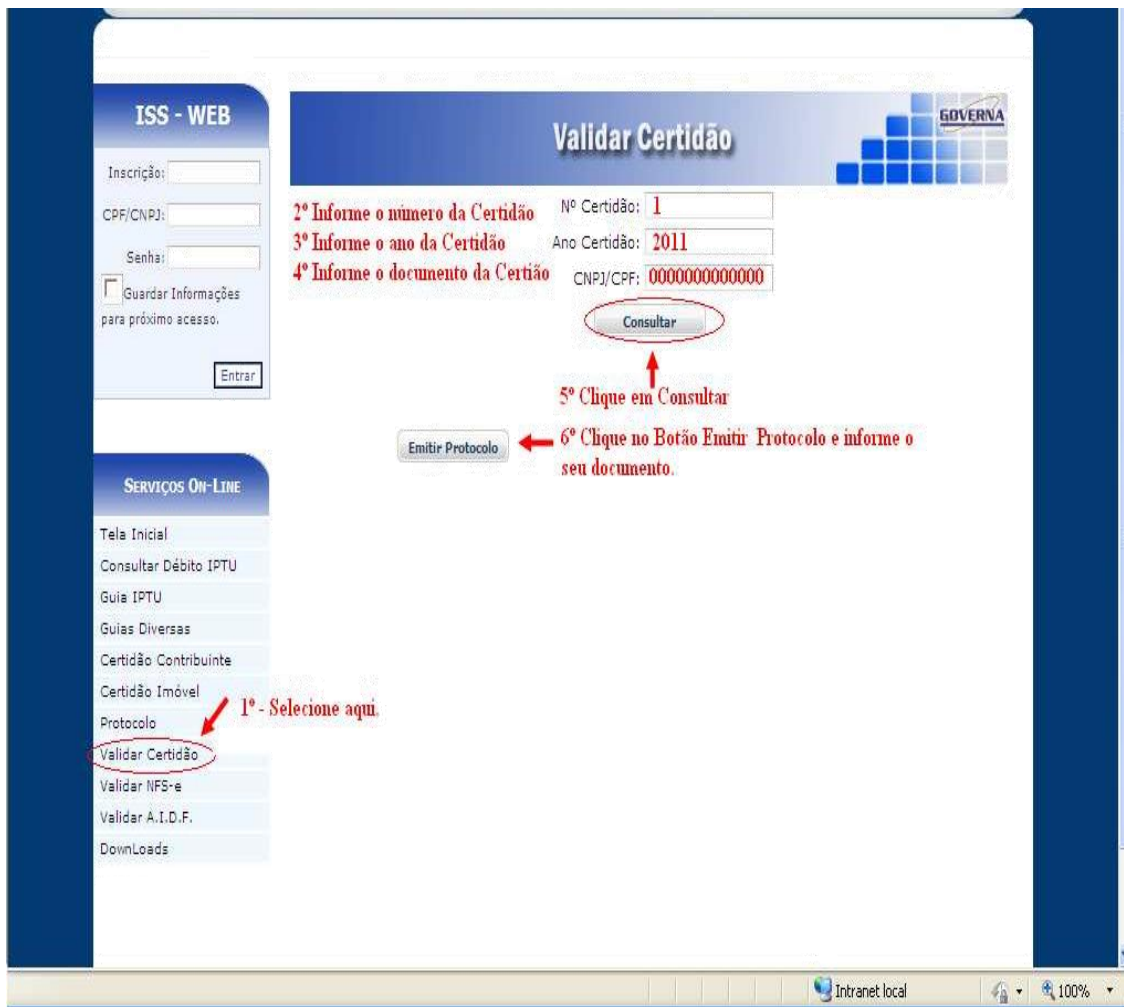 ISS - WEB
Inscrição:
CPF/CNPJ:
Senha:
Guardar Informações
para próximo acesso.
Entrar
Validar Certidão
GOVERNA
2º Informe o número da Certidão
Nº Certidão: 1
3º Informe o ano da Certidão
Ano Certidão: 2011
4º Informe o documento da Certião
CNPJ/CPF: 0000000000000
Consultar
5º Clique em Consultar
Emitir Protocolo
6º Clique no Botão Emitir Protocolo e informe o
seu documento.
SERVIÇOS ON-LINE
Tela Inicial
Consultar Débito IPTU
Guia IPTU
Guias Diversas
Certidão Contribuinte
Certidão Imóvel
1º - Selecione aqui.
Protocolo
Validar Certidão
Validar NFS-e
Validar A.I.D.F.
DownLoads
Intranet local
100%